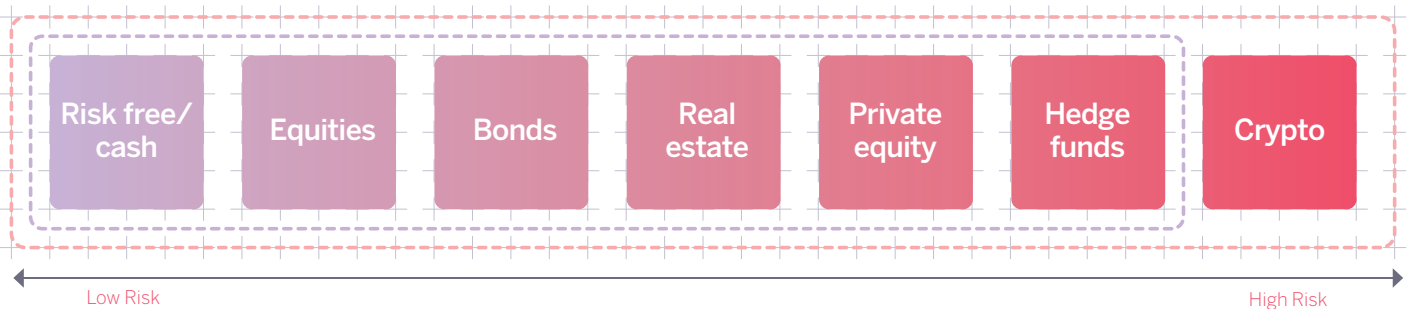 Risk free/
cash
Equities
Bonds
Real
estate
Private
equity
Hedge
funds
Crypto
Low Risk
High Risk